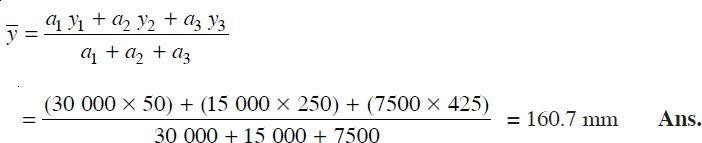 ȳ = (a₁ y₁ + a₂ y₂ + a₃ y₃) / (a₁ + a₂ + a₃)
= ((30 000 × 50) + (15 000 × 250) + (7500 × 425)) / (30 000 + 15 000 + 7500) = 160.7 mm Ans.